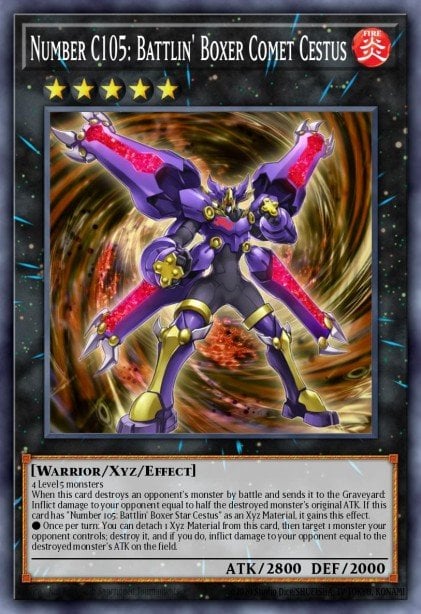 NUMBER C105: BATTLIN' BOXER COMET CESTUS
FIRE
炎
[WARRIOR/XYZ/EFFECT]
4 Level 5 monsters
When this card destroys an opponent's monster by battle and sends it to the Graveyard:
Inflict damage to your opponent equal to half the destroyed monster's original ATK. If this
card has "Number 105: Battlin' Boxer Star Cestus" as an Xyz Material, it gains this effect.
● Once per turn: You can detach 1 Xyz Material from this card, then target 1 monster your
opponent controls; destroy it, and if you do, inflict damage to your opponent equal to the
destroyed monster's ATK on the field.
ATK/2800 DEF/2000